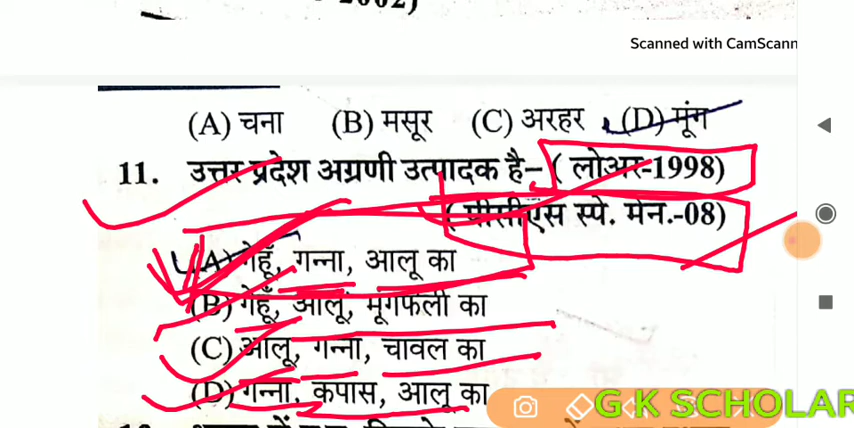 2002)
Scanned with CamScann
(A) चना (B) मसूर (C) अरहर (D) मूंग
11. उत्तर प्रदेश अग्रणी उत्पादक है– ( लोअर-1998)
( पीसीएस स्पे. मेन.-08)
(A) गेहूँ, गन्ना, आलू का
(B) गेहूँ, आलू, मूंगफली का
(C) आलू, गन्ना, चावल का
(D) गन्ना, कपास, आलू का
G K SCHOLAR